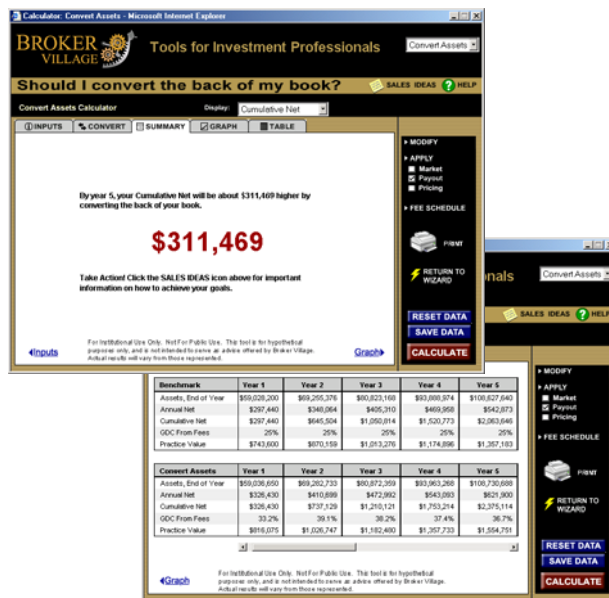 Calculator: Convert Assets - Microsoft Internet Explorer
BROKER VILLAGE
Tools for Investment Professionals
Convert Assets
Should I convert the back of my book?
SALES IDEAS
? HELP
Convert Assets Calculator
Display:
Cumulative Net
INPUTS
CONVERT
SUMMARY
GRAPH
TABLE
By year 5, your Cumulative Net will be about $311,469 higher by
converting the back of your book.
$311,469
Take Action! Click the SALES IDEAS icon above for important
information on how to achieve your goals.
For Institutional Use Only. Not For Public Use. This tool is for hypothetical
purposes only, and is not intended to serve as advice offered by Broker Village.
Actual results will vary from those represented.
Inputs
Graph
MODIFY
APPLY
Market
Payout
Pricing
FEE SCHEDULE
PRINT
RETURN TO
WIZARD
RESET DATA
SAVE DATA
CALCULATE
nals
Convert Assets
SALES IDEAS
? HELP
Benchmark Year 1 Year 2 Year 3 Year 4 Year 5
Assets, End of Year $59,028,200 $69,255,376 $80,823,168 $93,888,974 $108,627,640
Annual Net $297,440 $348,064 $405,310 $469,958 $542,873
Cumulative Net $297,440 $645,504 $1,050,814 $1,520,773 $2,063,646
GDC From Fees 25% 25% 25% 25% 25%
Practice Value $743,600 $870,159 $1,013,276 $1,174,896 $1,357,183
Convert Assets Year 1 Year 2 Year 3 Year 4 Year 5
Assets, End of Year $59,036,650 $69,282,733 $80,872,359 $93,963,268 $108,730,688
Annual Net $326,430 $410,699 $472,992 $543,093 $621,900
Cumulative Net $326,430 $737,129 $1,210,121 $1,753,214 $2,375,114
GDC From Fees 33.2% 39.1% 38.2% 37.4% 36.7%
Practice Value $816,075 $1,026,747 $1,182,480 $1,357,733 $1,554,751
Graph
For Institutional Use Only. Not For Public Use. This tool is for hypothetical
purposes only, and is not intended to serve as advice offered by Broker Village.
Actual results will vary from those represented.
MODIFY
APPLY
Market
Payout
Pricing
FEE SCHEDULE
PRINT
RETURN TO
WIZARD
RESET DATA
SAVE DATA
CALCULATE